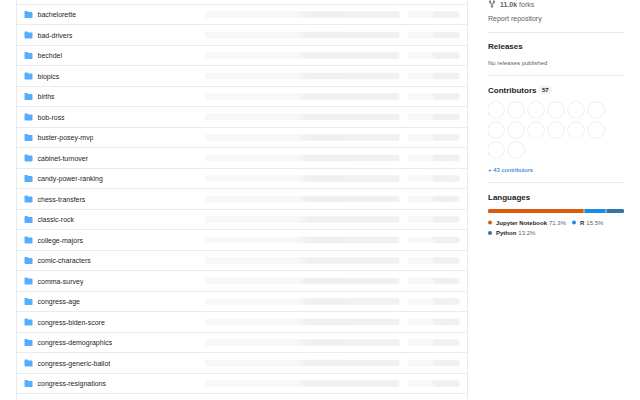 bachelorette
bad-drivers
bechdel
biopics
births
bob-ross
buster-posey-mvp
cabinet-turnover
candy-power-ranking
chess-transfers
classic-rock
college-majors
comic-characters
comma-survey
congress-age
congress-biden-score
congress-demographics
congress-generic-ballot
congress-resignations
11.0k forks
Report repository
Releases
No releases published
Contributors 57
+ 43 contributors
Languages
Jupyter Notebook 71.3% R 15.5%
Python 13.2%